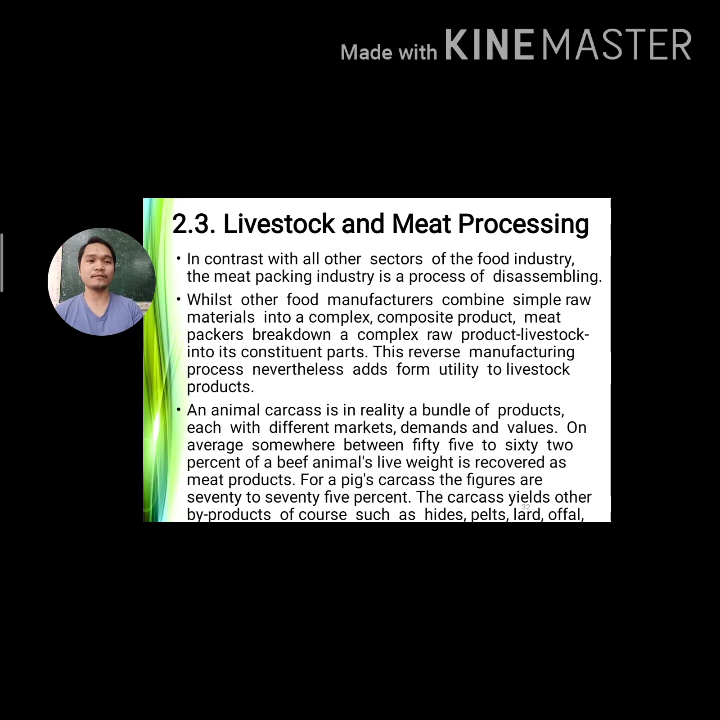 Made with KINEMASTER
2.3. Livestock and Meat Processing
• In contrast with all other sectors of the food industry,
the meat packing industry is a process of disassembling.
• Whilst other food manufacturers combine simple raw
materials into a complex, composite product, meat
packers breakdown a complex raw product-livestock-
into its constituent parts. This reverse manufacturing
process nevertheless adds form utility to livestock
products.
• An animal carcass is in reality a bundle of products,
each with different markets, demands and values. On
average somewhere between fifty five to sixty two
percent of a beef animal's live weight is recovered as
meat products. For a pig's carcass the figures are
seventy to seventy five percent. The carcass yields other
by-products of course such as hides, pelts, lard, offal,